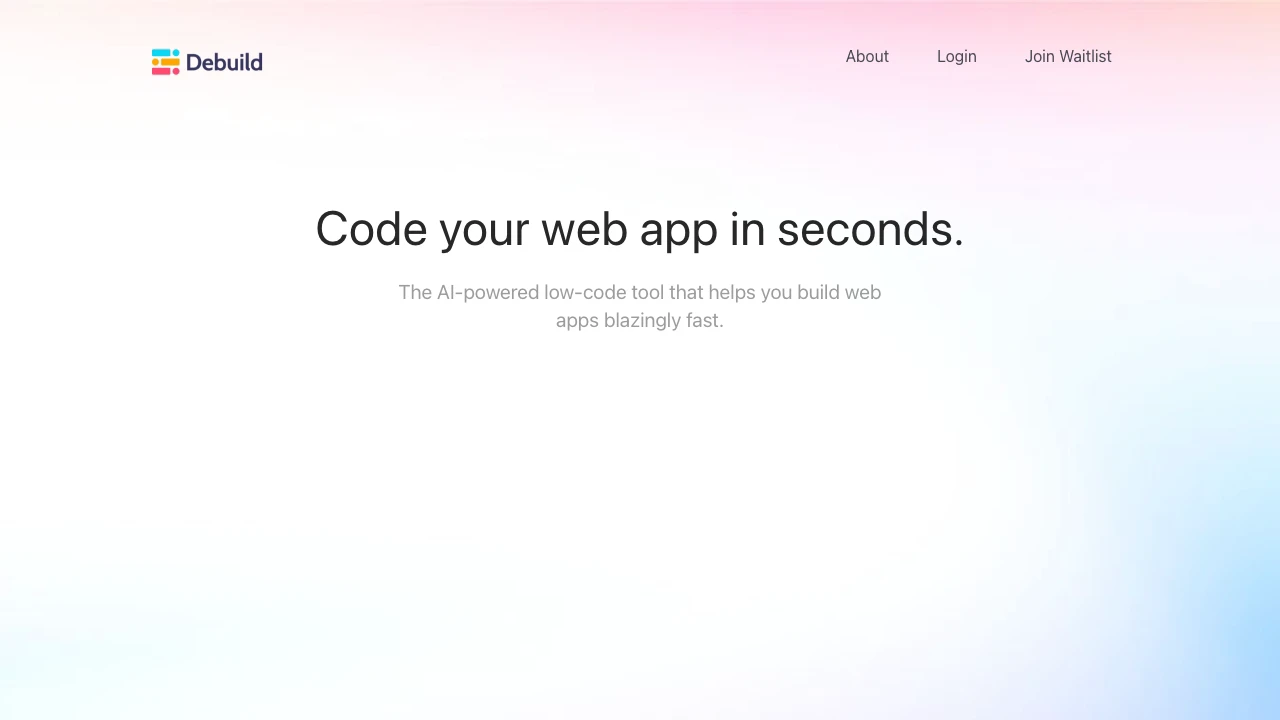 Debuild
About
Login
Join Waitlist
Code your web app in seconds.
The AI-powered low-code tool that helps you build web
apps blazingly fast.